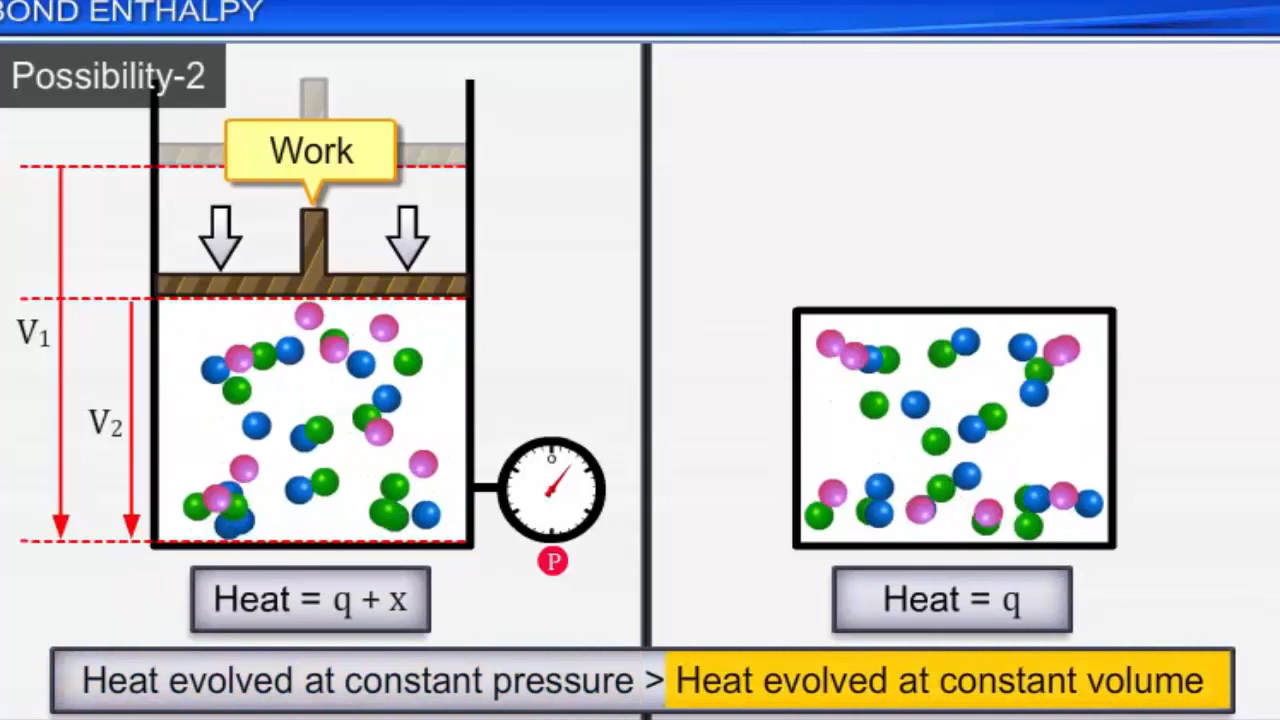 BOND ENTHALPY
Possibility-2
Work
V₁
V₂
P
Heat = q + x
Heat = q
Heat evolved at constant pressure > Heat evolved at constant volume